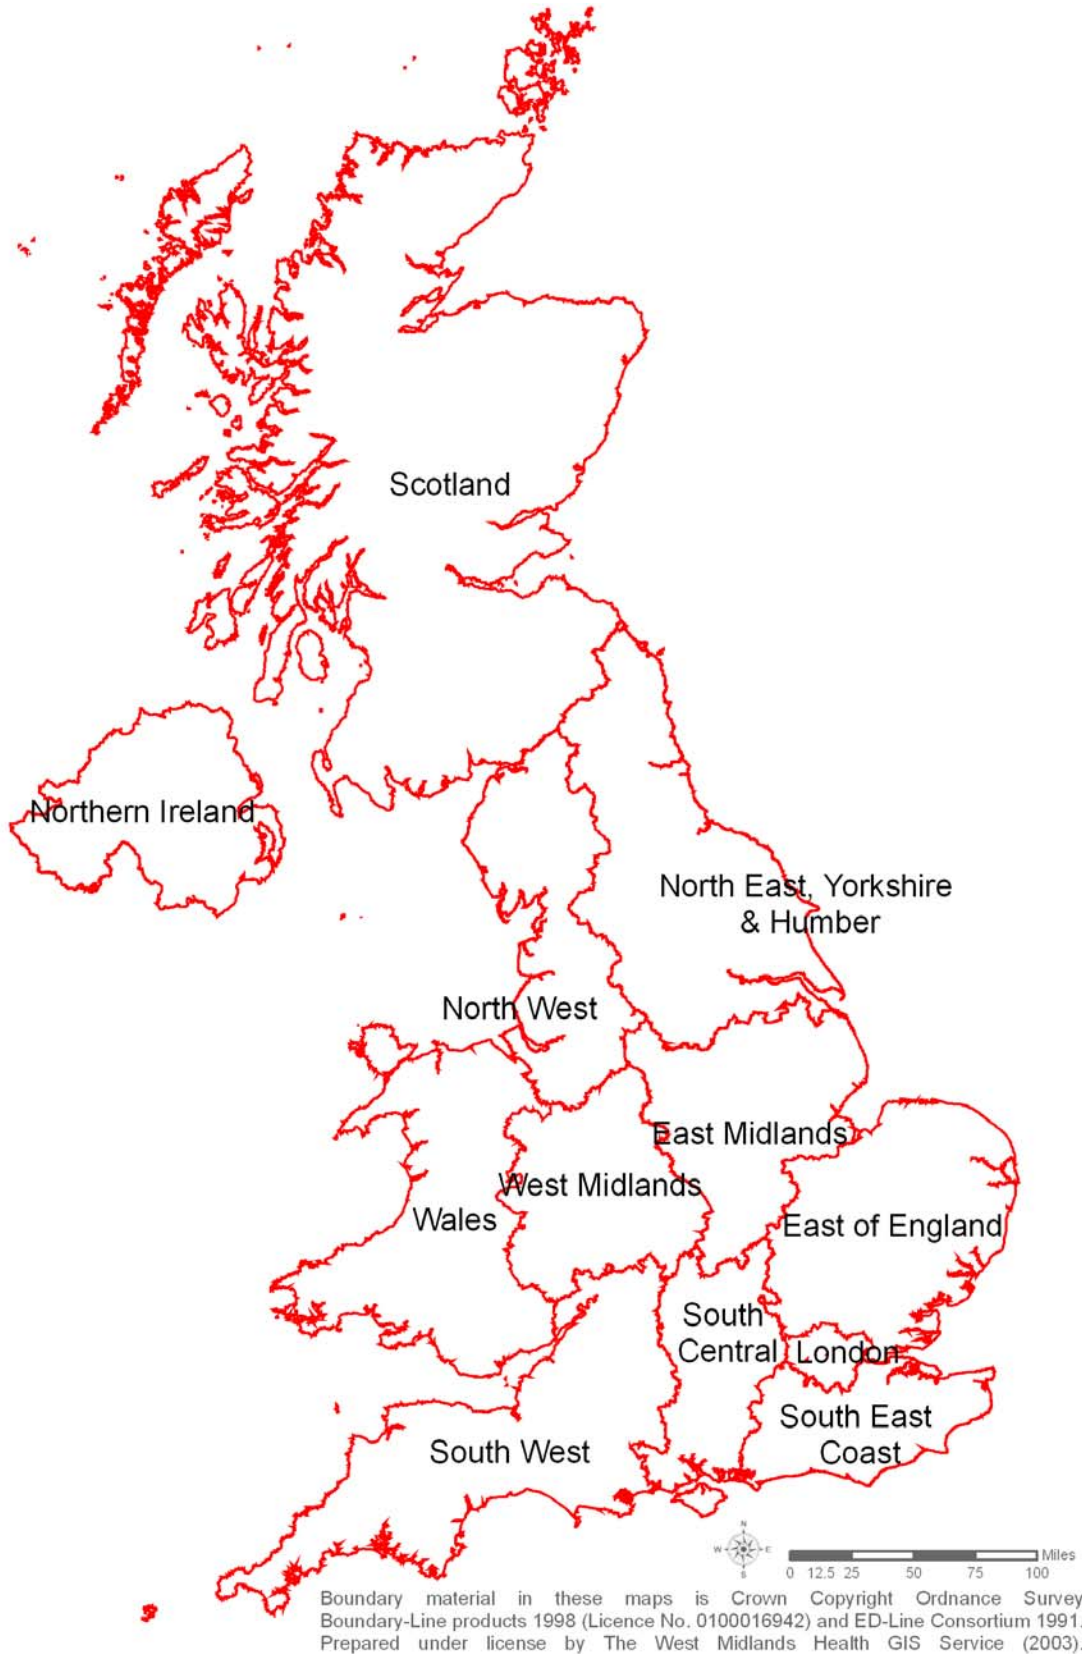 Scotland
Northern Ireland
North East, Yorkshire
& Humber
North West
East Midlands
West Midlands
Wales
East of England
South
Central
London
South East
Coast
South West
N
W E
S
Miles
0 12.5 25 50 75 100
Boundary material in these maps is Crown Copyright Ordnance Survey
Boundary-Line products 1998 (Licence No. 0100016942) and ED-Line Consortium 1991.
Prepared under license by The West Midlands Health GIS Service (2003).